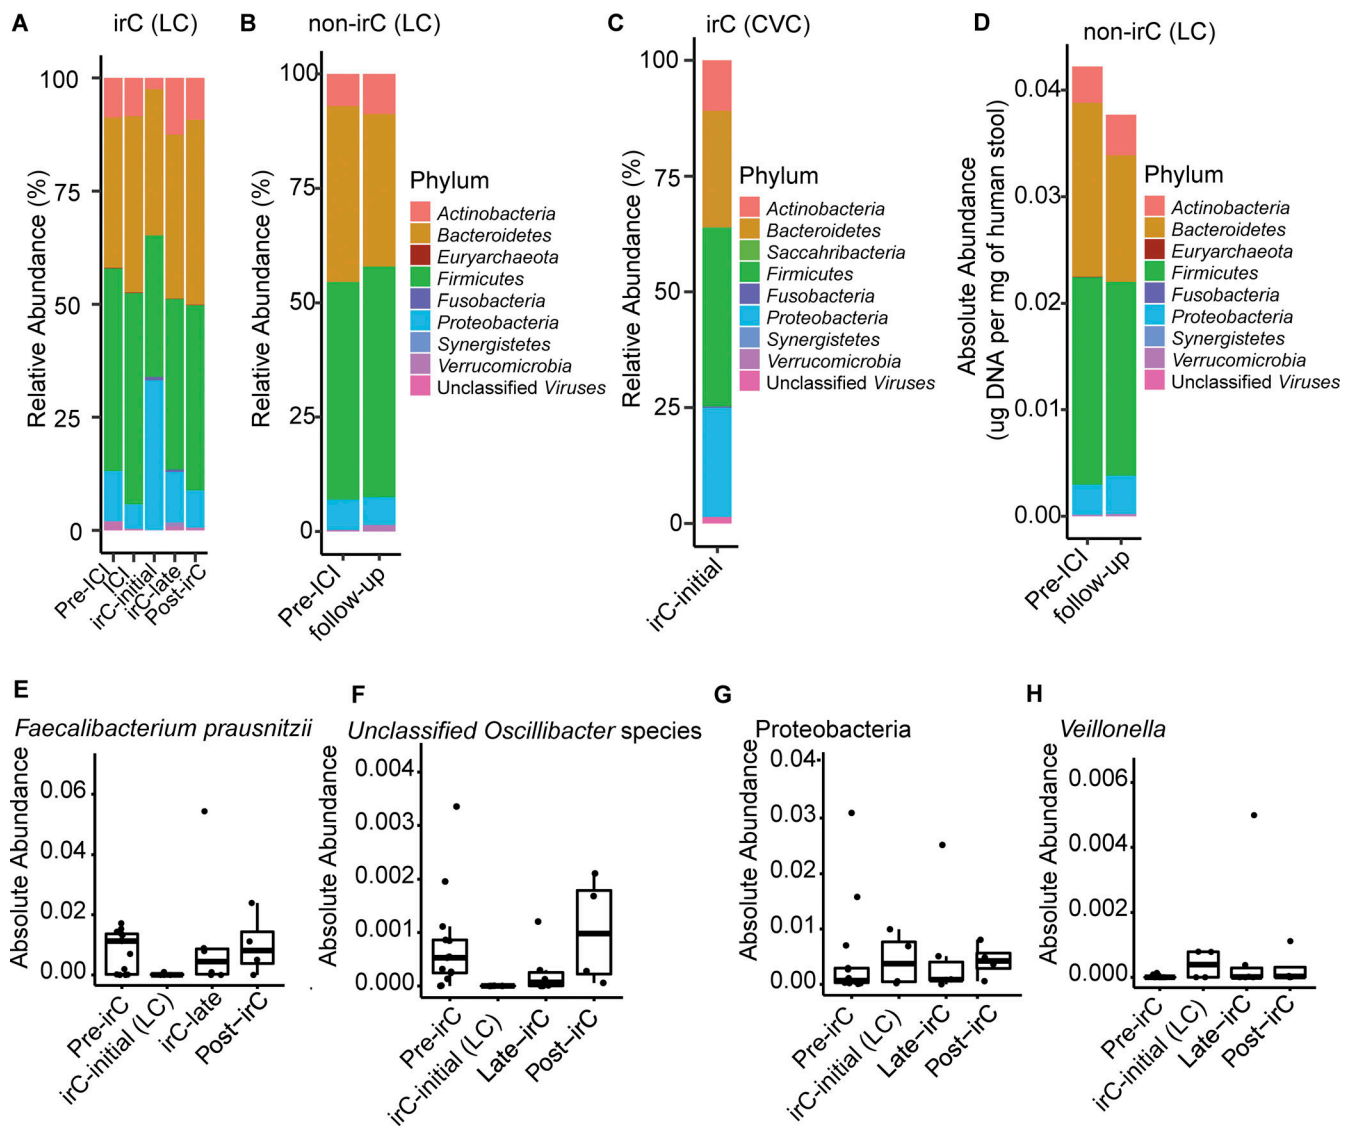 A
irC (LC)
Relative Abundance (%)
100
75
50
25
0
Pre-ICI
ICI
irC-initial
irC-late
Post-irC
B
non-irC (LC)
Relative Abundance (%)
100
75
50
25
0
Pre-ICI
follow-up
Phylum
Actinobacteria
Bacteroidetes
Euryarchaeota
Firmicutes
Fusobacteria
Proteobacteria
Synergistetes
Verrucomicrobia
Unclassified Viruses
C
irC (CVC)
Relative Abundance (%)
100
75
50
25
0
irC-initial
Phylum
Actinobacteria
Bacteroidetes
Saccahribacteria
Firmicutes
Fusobacteria
Proteobacteria
Synergistetes
Verrucomicrobia
Unclassified Viruses
D
non-irC (LC)
Absolute Abundance
(ug DNA per mg of human stool)
0.04
0.03
0.02
0.01
0.00
Pre-ICI
follow-up
Phylum
Actinobacteria
Bacteroidetes
Euryarchaeota
Firmicutes
Fusobacteria
Proteobacteria
Synergistetes
Verrucomicrobia
Unclassified Viruses
E
Faecalibacterium prausnitzii
Absolute Abundance
0.06
0.04
0.02
0.00
Pre-irC
irC-initial (LC)
irC-late
Post-irC
F
Unclassified Oscillibacter species
Absolute Abundance
0.004
0.003
0.002
0.001
0.000
Pre-irC
irC-initial (LC)
Late-irC
Post-irC
G
Proteobacteria
Absolute Abundance
0.04
0.03
0.02
0.01
0.00
Pre-irC
irC-initial (LC)
Late-irC
Post-irC
H
Veillonella
Absolute Abundance
0.006
0.004
0.002
0.000
Pre-irC
irC-initial (LC)
Late-irC
Post-irC